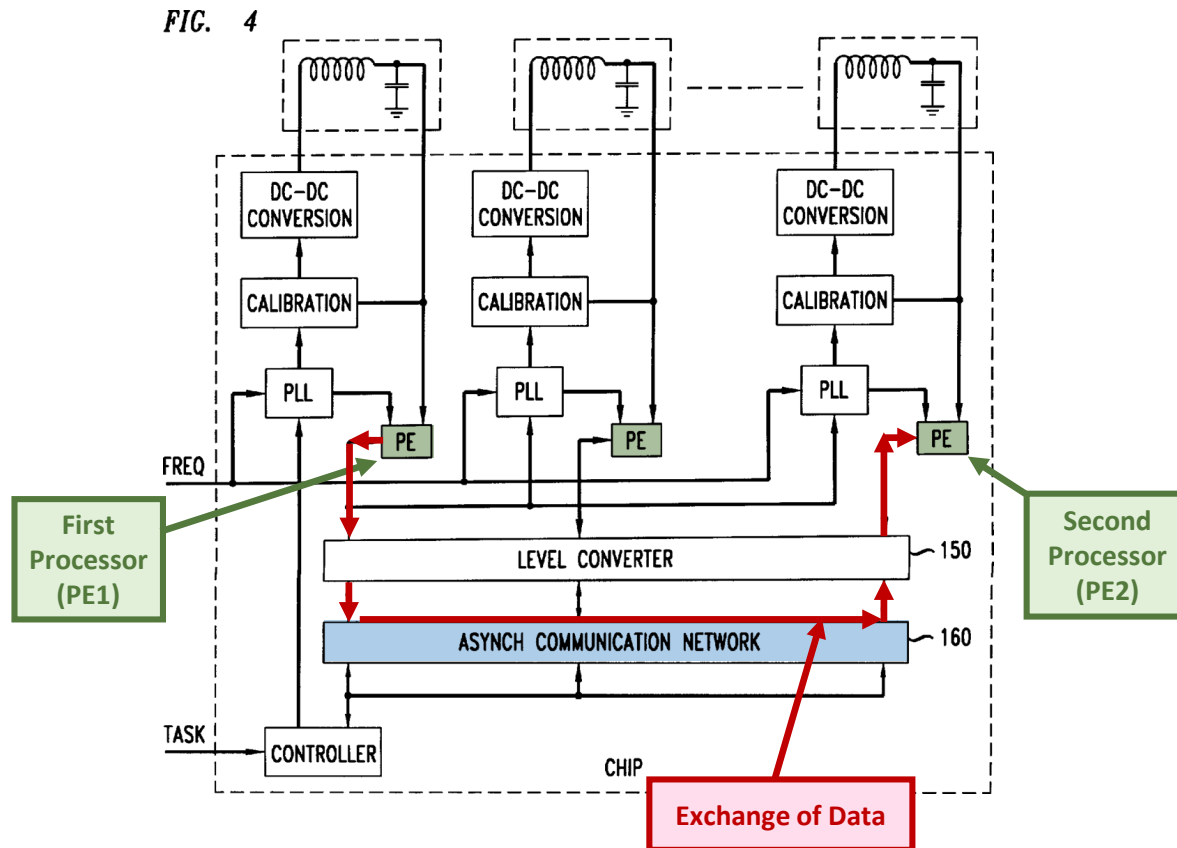 FIG. 4
DC-DC
CONVERSION
DC-DC
CONVERSION
DC-DC
CONVERSION
CALIBRATION
CALIBRATION
CALIBRATION
PLL
PLL
PLL
PE
PE
PE
FREQ
First
Processor
(PE1)
Second
Processor
(PE2)
LEVEL CONVERTER
150
ASYNCH COMMUNICATION NETWORK
160
TASK
CONTROLLER
CHIP
Exchange of Data